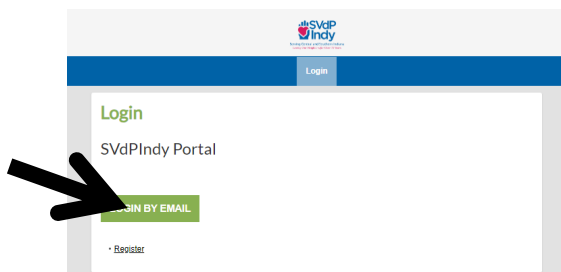 SVdP
Indy
Login
Login
SVdPIndy Portal
LOGIN BY EMAIL
Register